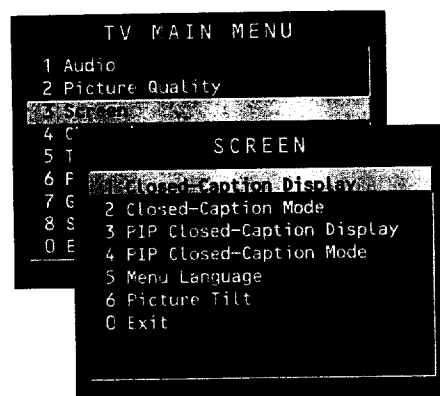 TV MAIN MENU
1 Audio
2 Picture Quality
3 Screen
4 C
5 T
6 P
7 G
8 S
0 E
SCREEN
1 Closed-Caption Display
2 Closed-Caption Mode
3 PIP Closed-Caption Display
4 PIP Closed-Caption Mode
5 Menu Language
6 Picture Tilt
0 Exit